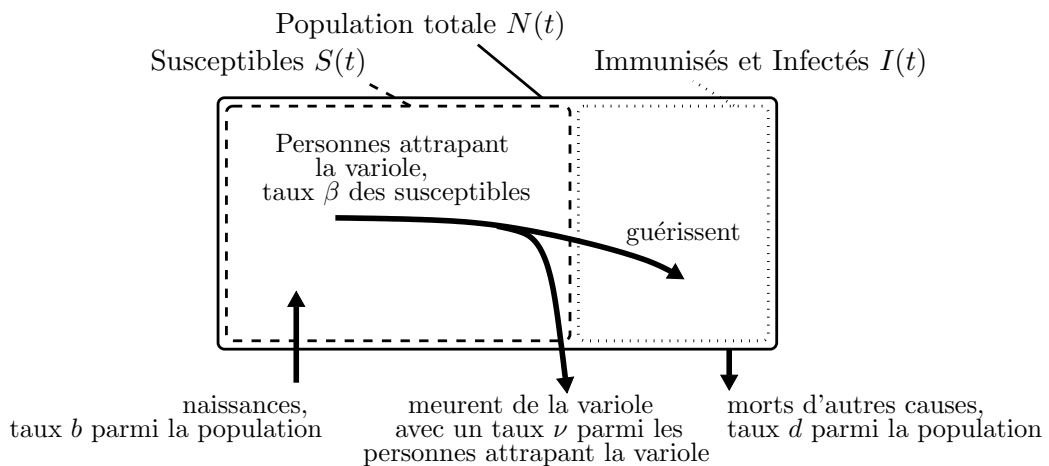 Population totale N(t)
Susceptibles S(t)
Immunisés et Infectés I(t)
Personnes attrapant
la variole,
taux β des susceptibles
guérissent
naissances,
taux b parmi la population
meurent de la variole
avec un taux ν parmi les
personnes attrapant la variole
morts d'autres causes,
taux d parmi la population